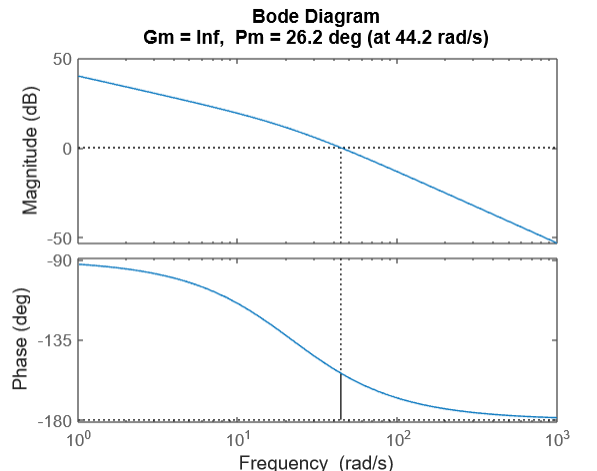 Bode Diagram
Gm = Inf,  Pm = 26.2 deg (at 44.2 rad/s)
50
0
-50
Magnitude (dB)
-90
-135
-180
Phase (deg)
10^0
10^1
10^2
10^3
Frequency  (rad/s)